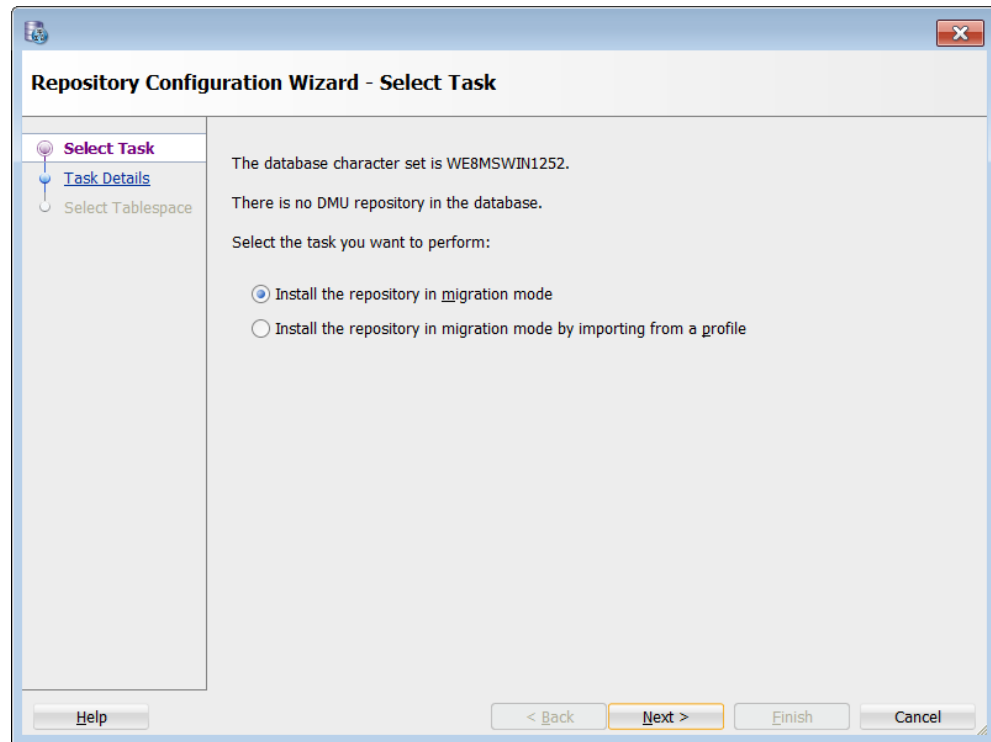 Repository Configuration Wizard - Select Task
Select Task
Task Details
Select Tablespace
The database character set is WE8MSWIN1252.
There is no DMU repository in the database.
Select the task you want to perform:
Install the repository in migration mode
Install the repository in migration mode by importing from a profile
Help
< Back
Next >
Finish
Cancel